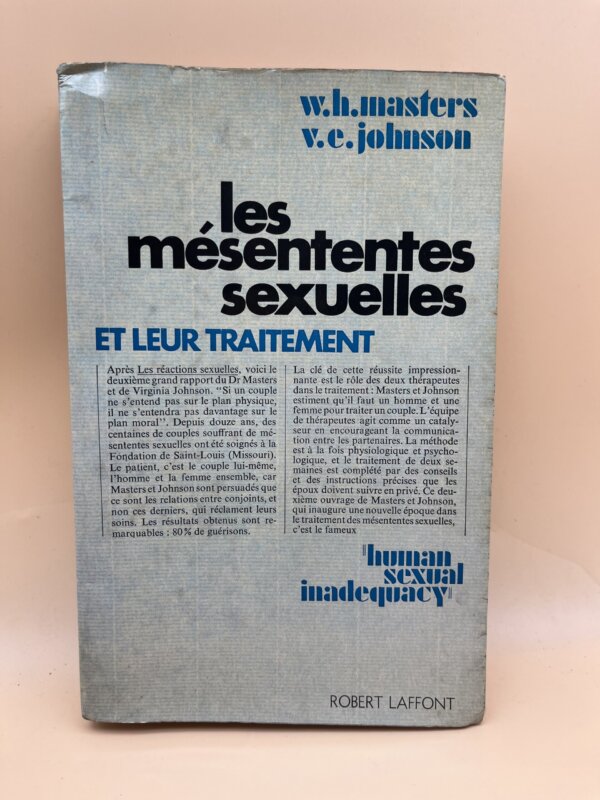 w.h.masters
v.e.johnson
les
mésententes
sexuelles
ET LEUR TRAITEMENT
Après Les réactions sexuelles, voici le
deuxième grand rapport du Dr Masters
et de Virginia Johnson. "Si un couple
ne s'entend pas sur le plan physique,
il ne s'entendra pas davantage sur le
plan moral". Depuis douze ans, des
centaines de couples souffrant de mé-
sententes sexuelles ont été soignés à la
Fondation de Saint-Louis (Missouri).
Le patient, c'est le couple lui-même,
l'homme et la femme ensemble, car
Masters et Johnson sont persuadés que
ce sont les relations entre conjoints, et
non ces derniers, qui réclament leurs
soins. Les résultats obtenus sont re-
marquables : 80% de guérisons.
La clé de cette réussite impression-
nante est le rôle des deux thérapeutes
dans le traitement : Masters et Johnson
estiment qu'il faut un homme et une
femme pour traiter un couple. L'équipe
de thérapeutes agit comme un cataly-
seur en encourageant la communica-
tion entre les partenaires. La méthode
est à la fois physiologique et psycho-
logique, et le traitement de deux se-
maines est complété par des conseils
et des instructions précises que les
époux doivent suivre en privé. Ce deu-
xième ouvrage de Masters et Johnson,
qui inaugure une nouvelle époque dans
le traitement des mésententes sexuelles,
c'est le fameux
"human
sexual
inadequacy"
ROBERT LAFFONT